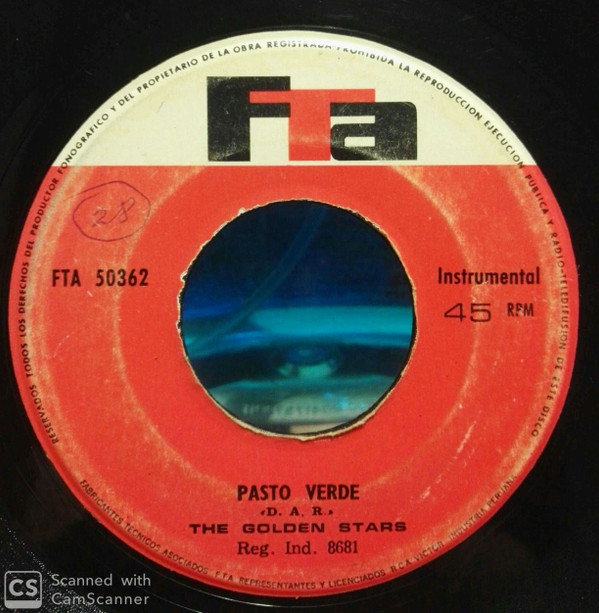 RESERVADOS TODOS LOS DERECHOS DEL PRODUCTOR FONOGRAFICO Y DEL PROPIETARIO DE LA OBRA REGISTRADA-PROHIBIDA LA REPRODUCCION EJECUCION PUBLICA Y RADIO-TELEDIFUSION DE ESTE DISCO
FTa
28
FTA 50362
Instrumental
45 RPM
PASTO VERDE
«D. A. R.»
THE GOLDEN STARS
Reg. Ind. 8681
FABRICANTES TECNICOS ASOCIADOS F.T.A. REPRESENTANTES Y LICENCIADOS R.C.A. VICTOR INDUSTRIA PERUANA
CS Scanned with
CamScanner